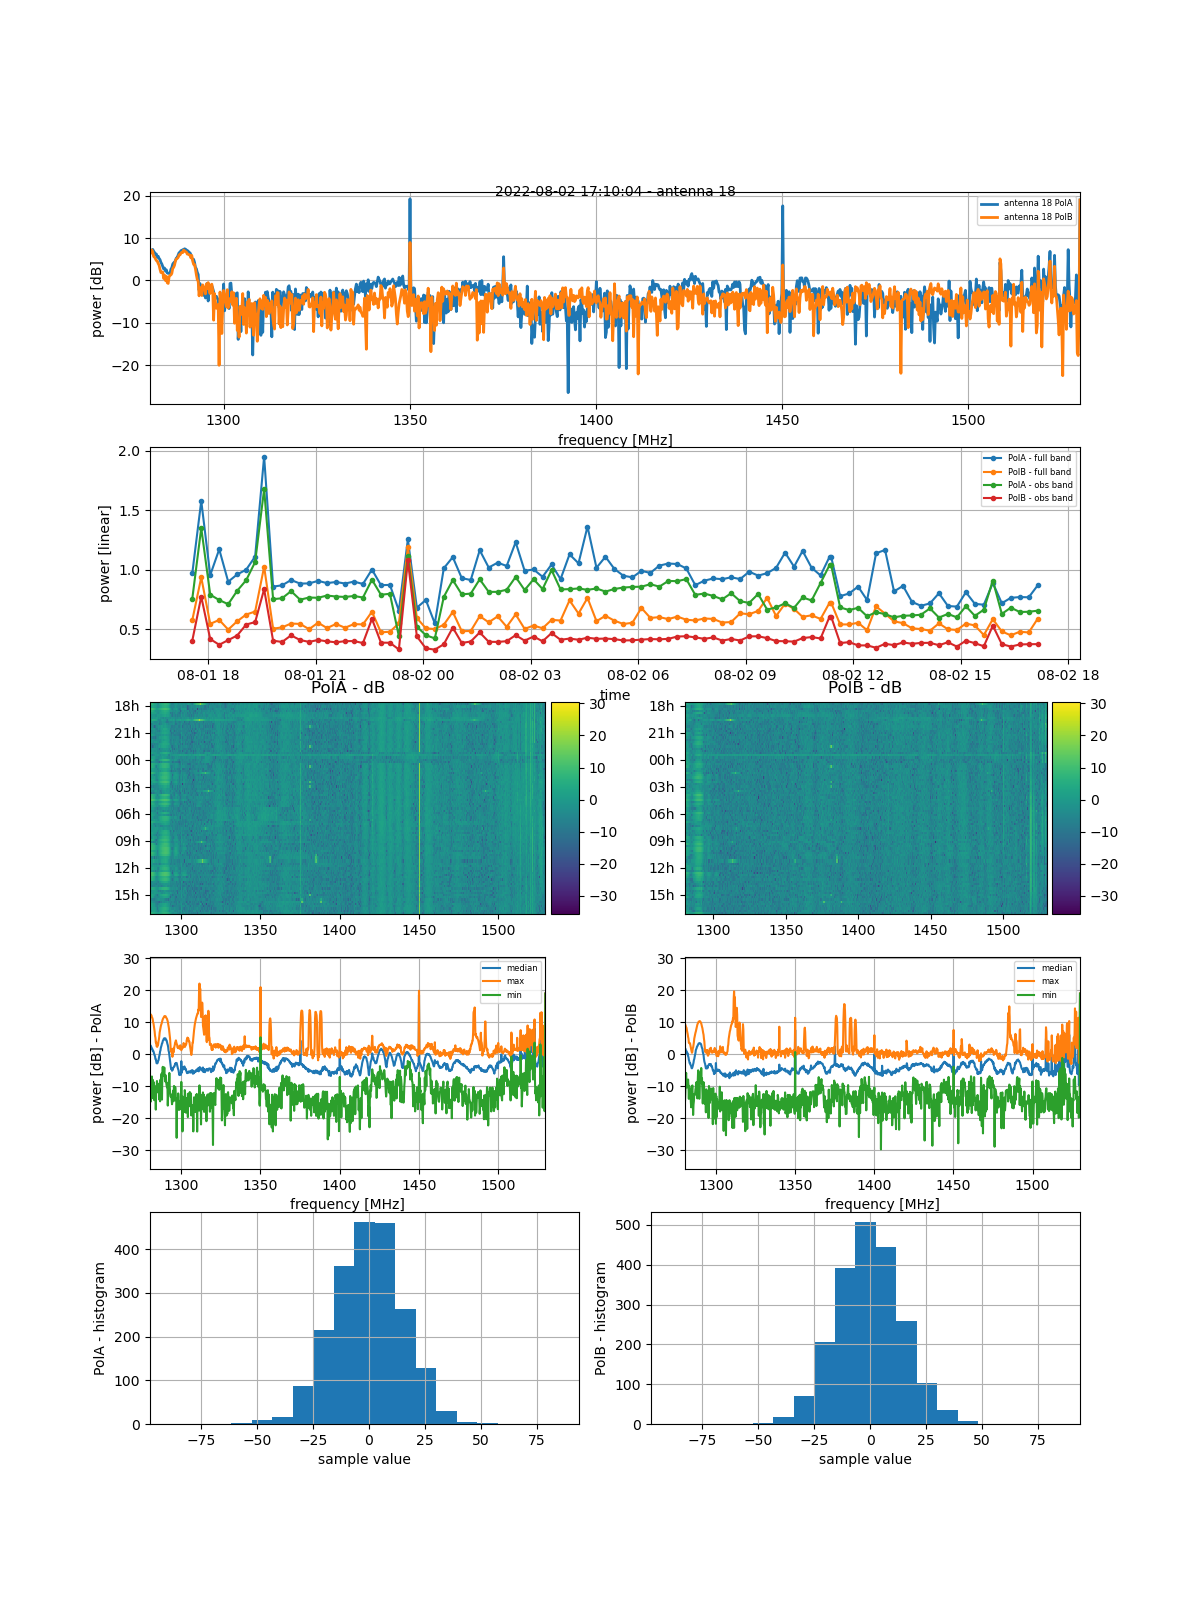 2022-08-02 17:10:04 - antenna 18
20
10
0
−10
−20
power [dB]
antenna 18 PolA
antenna 18 PolB
1300 1350 1400 1450 1500
frequency [MHz]
2.0
1.5
1.0
0.5
power [linear]
PolA - full band
PolB - full band
PolA - obs band
PolB - obs band
08-01 18 08-01 21 08-02 00 08-02 03 08-02 06 08-02 09 08-02 12 08-02 15 08-02 18
time
PolA - dB
18h
21h
00h
03h
06h
09h
12h
15h
1300 1350 1400 1450 1500
30
20
10
0
−10
−20
−30
PolB - dB
18h
21h
00h
03h
06h
09h
12h
15h
1300 1350 1400 1450 1500
30
20
10
0
−10
−20
−30
30
20
10
0
−10
−20
−30
power [dB] - PolA
median
max
min
1300 1350 1400 1450 1500
frequency [MHz]
30
20
10
0
−10
−20
−30
power [dB] - PolB
median
max
min
1300 1350 1400 1450 1500
frequency [MHz]
400
300
200
100
0
PolA - histogram
−75 −50 −25 0 25 50 75
sample value
500
400
300
200
100
0
PolB - histogram
−75 −50 −25 0 25 50 75
sample value